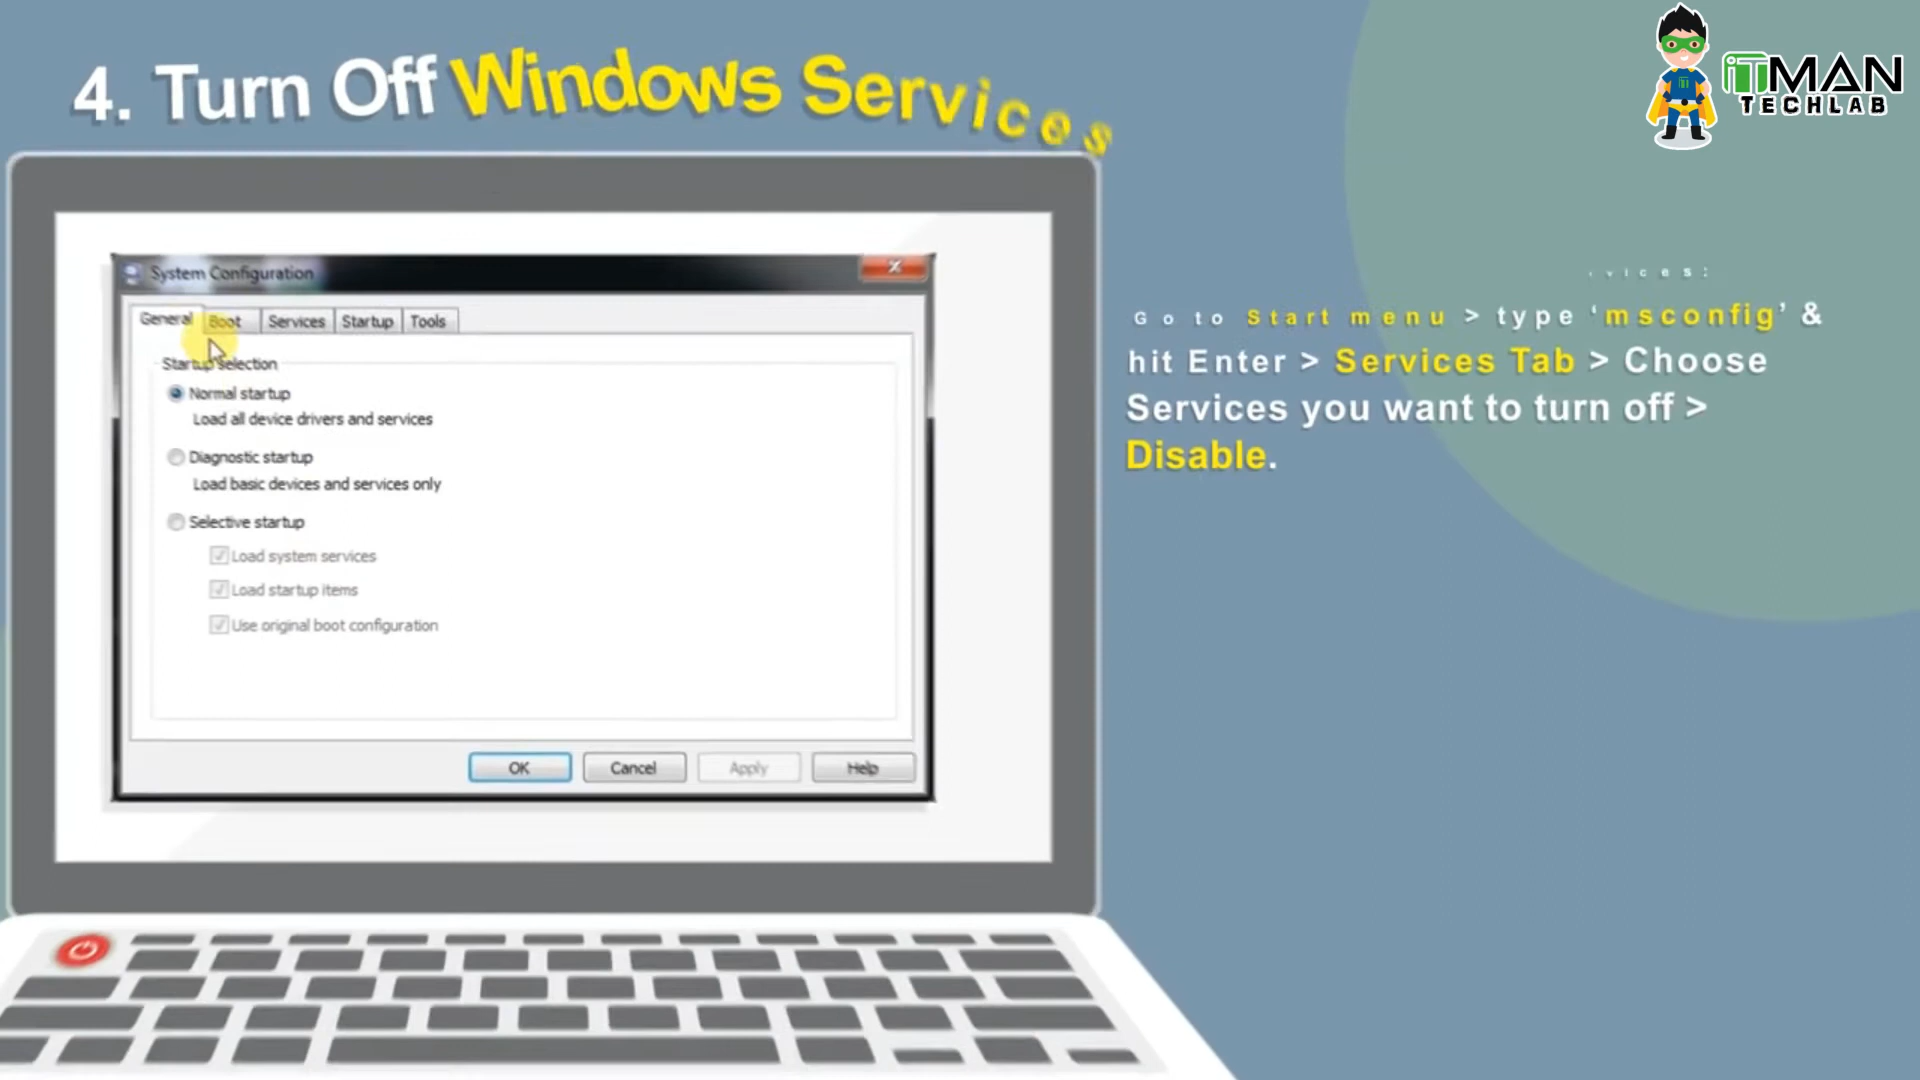 4. Turn Off Windows Services
iTMAN
TECHLAB
System Configuration
General Boot Services Startup Tools
Startup selection
Normal startup
Load all device drivers and services
Diagnostic startup
Load basic devices and services only
Selective startup
Load system services
Load startup items
Use original boot configuration
OK Cancel Apply Help
Go to Start menu > type ‘msconfig’ &
hit Enter > Services Tab > Choose
Services you want to turn off >
Disable.